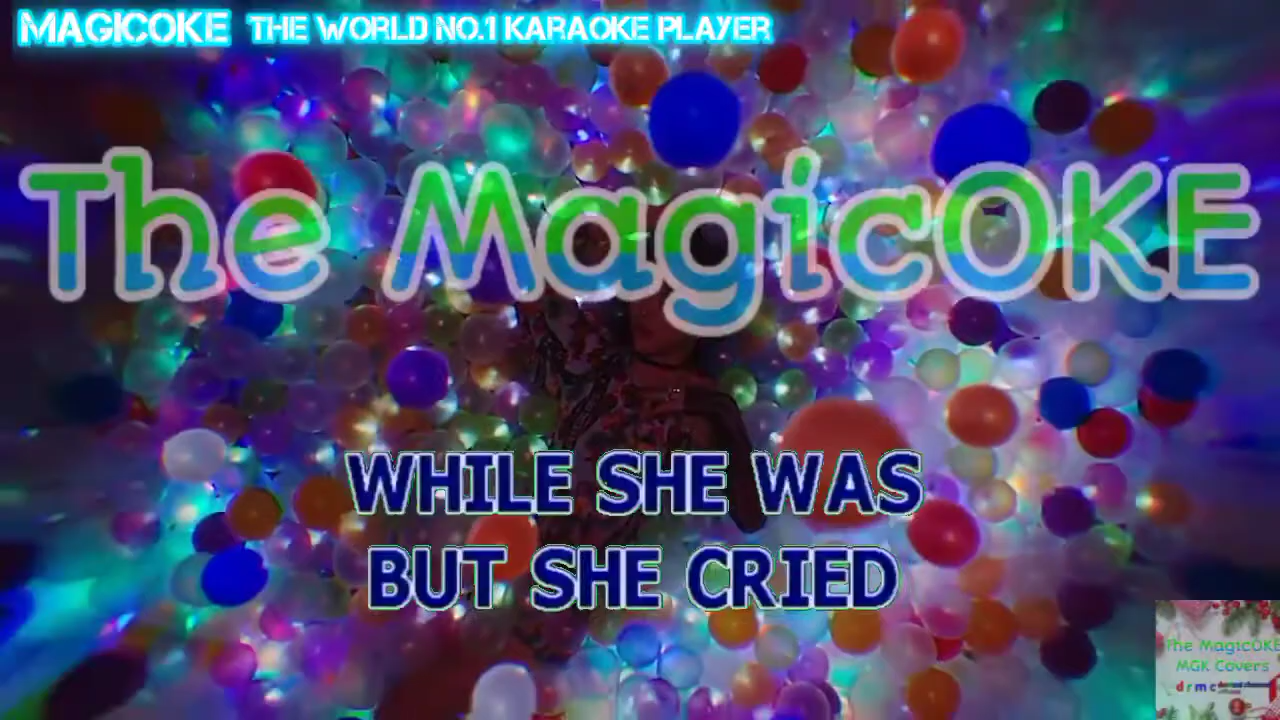 MAGICOKE THE WORLD NO.1 KARAOKE PLAYER
The MagicOKE
WHILE SHE WAS
BUT SHE CRIED
The MagicOKE
MGK Covers
d r m c